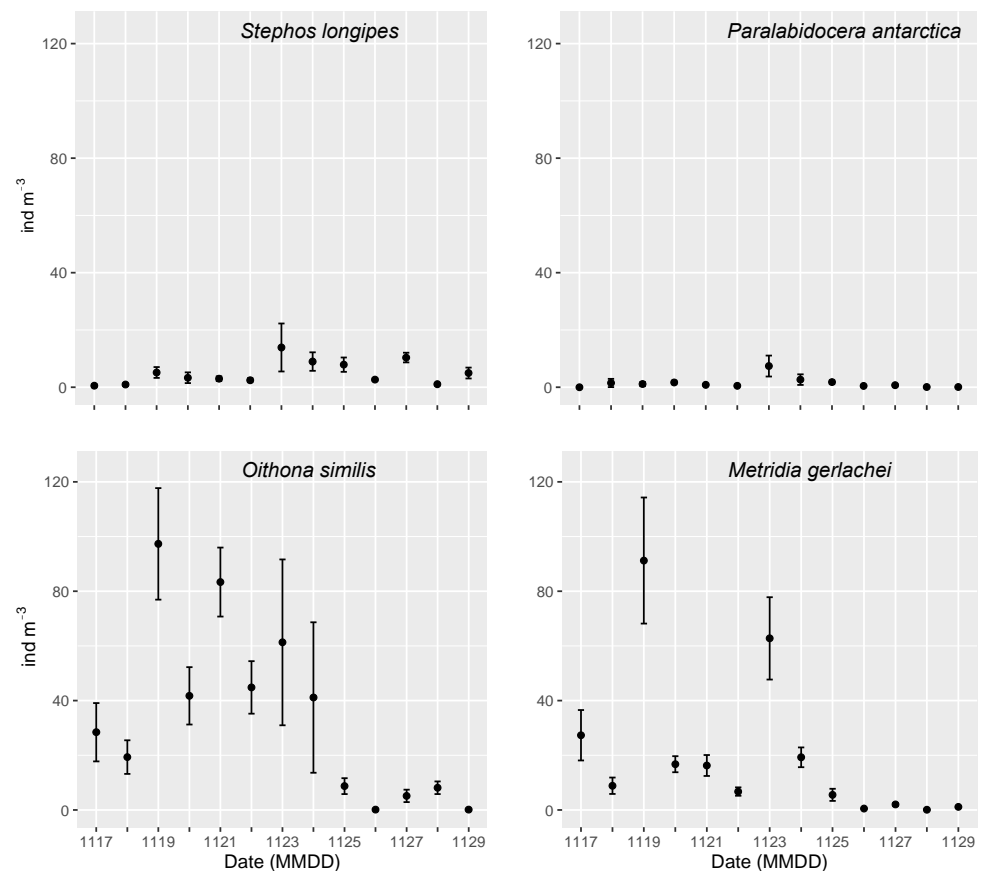 Stephos longipes
Paralabidocera antarctica
120
80
40
0
ind m⁻³
120
80
40
0
Oithona similis
Metridia gerlachei
120
80
40
0
ind m⁻³
1117 1119 1121 1123 1125 1127 1129
Date (MMDD)
120
80
40
0
1117 1119 1121 1123 1125 1127 1129
Date (MMDD)